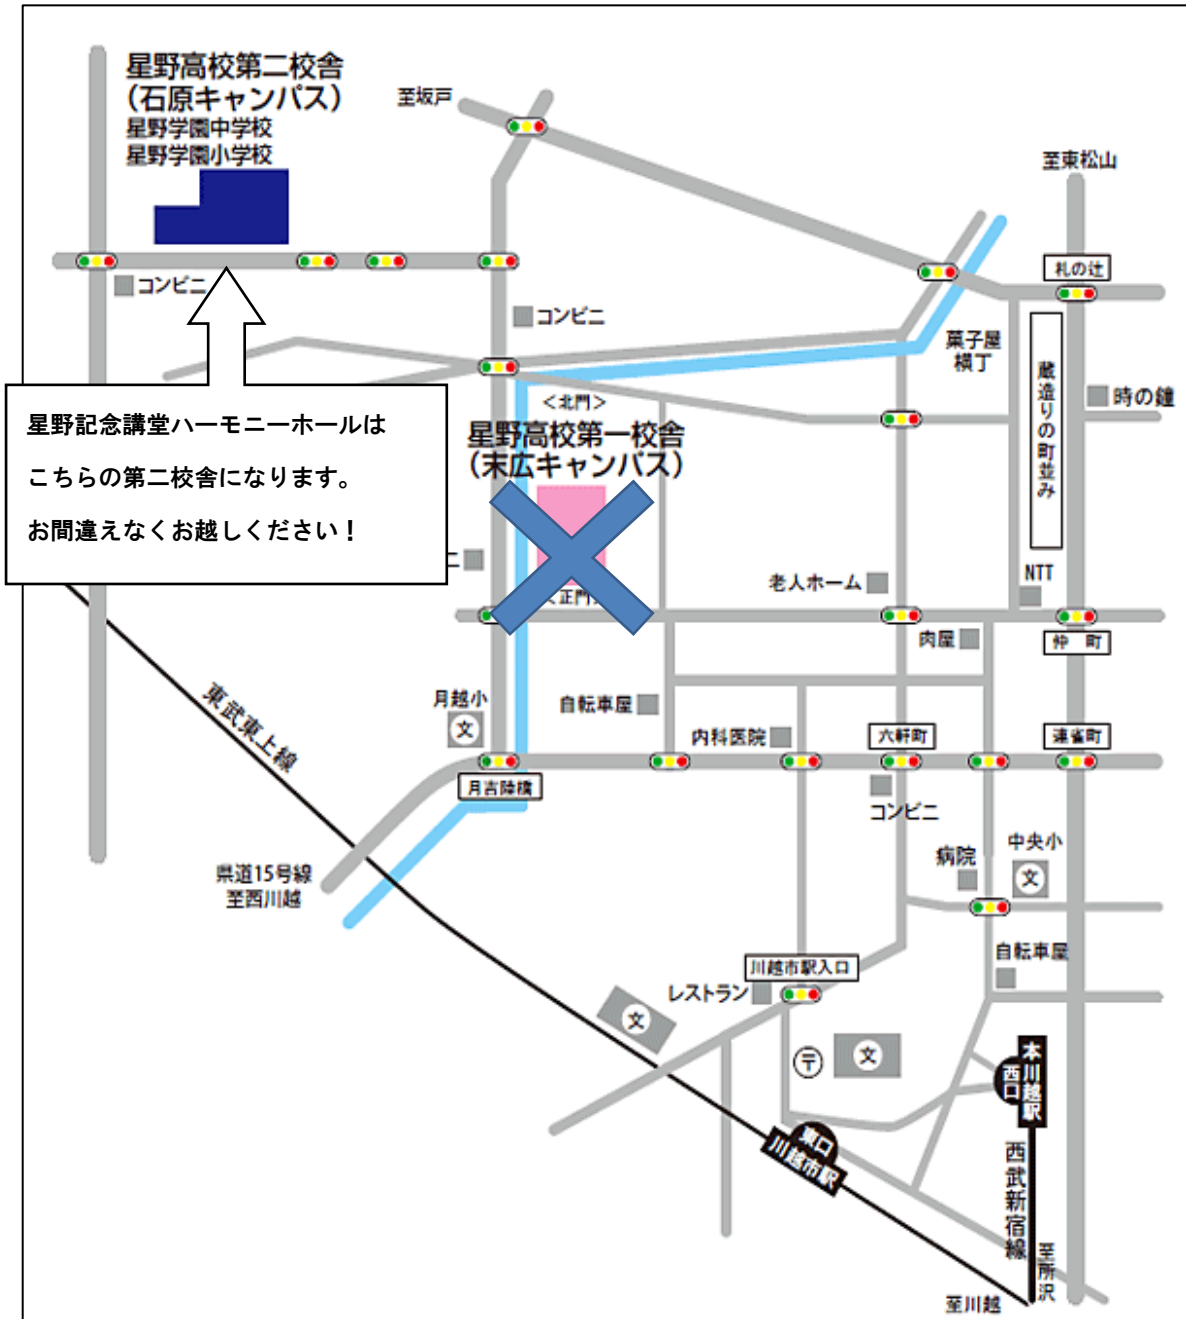 星野高校第二校舎
（石原キャンパス）
星野学園中学校
星野学園小学校
至坂戸
至東松山
札の辻
コンビニ
コンビニ
菓子屋
横丁
蔵造りの町並み
時の鐘
星野記念講堂ハーモニーホールは
こちらの第二校舎になります。
お間違えなくお越しください！
＜北門＞
星野高校第一校舎
（末広キャンパス）
ニ
＜正門＞
老人ホーム
NTT
肉屋
仲 町
東武東上線
月越小
文
自転車屋
内科医院
六軒町
連雀町
月吉陸橋
コンビニ
県道15号線
至西川越
病院
中央小
文
自転車屋
川越市駅入口
レストラン
文
〒
文
本川越駅
西口
東口
川越市駅
西武新宿線
至所沢
至川越